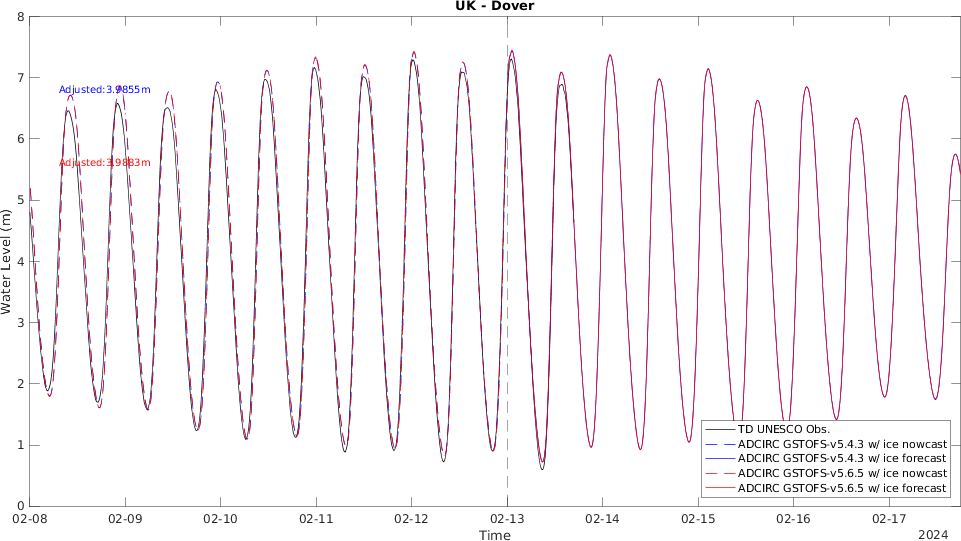 UK - Dover
8
7
6
5
4
3
2
1
0
Water Level (m)
Adjusted:3.9855m
Adjusted:3.9883m
TD UNESCO Obs.
ADCIRC GSTOFS-v5.4.3 w/ ice nowcast
ADCIRC GSTOFS-v5.4.3 w/ ice forecast
ADCIRC GSTOFS-v5.6.5 w/ ice nowcast
ADCIRC GSTOFS-v5.6.5 w/ ice forecast
02-08 02-09 02-10 02-11 02-12 02-13 02-14 02-15 02-16 02-17
Time
2024